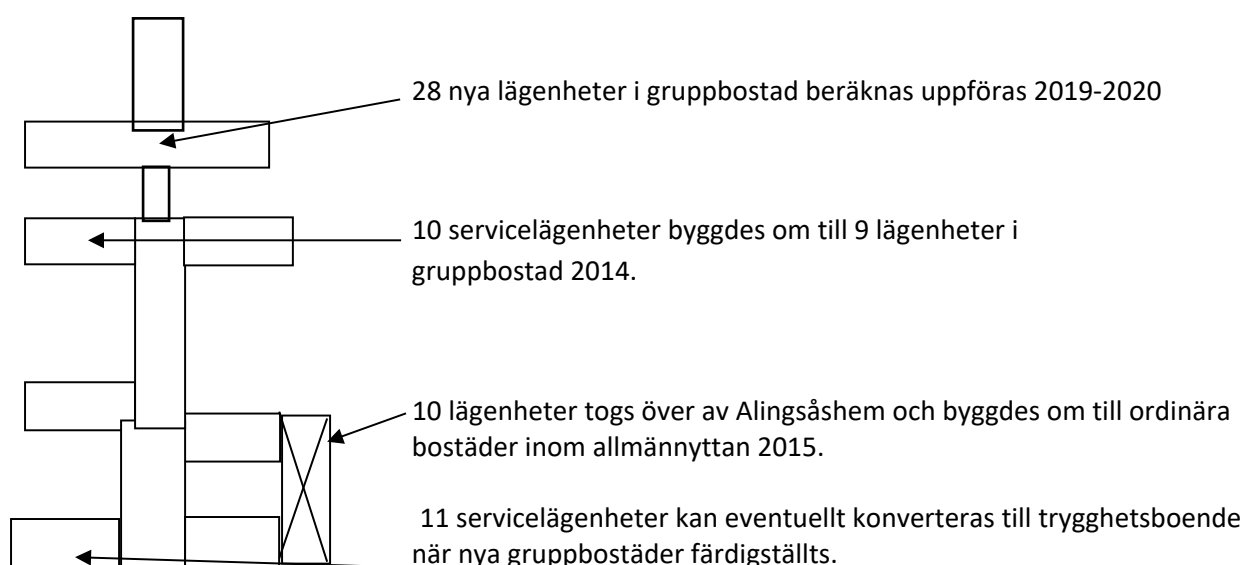 28 nya lägenheter i gruppbostad beräknas uppföras 2019-2020
10 servicelägenheter byggdes om till 9 lägenheter i
gruppbostad 2014.
10 lägenheter togs över av Alingsåshem och byggdes om till ordinära
bostäder inom allmännyttan 2015.
11 servicelägenheter kan eventuellt konverteras till trygghetsboende
när nya gruppbostäder färdigställts.